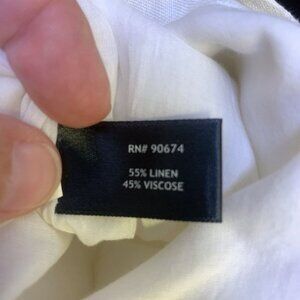 RN# 90674
55% LINEN
45% VISCOSE